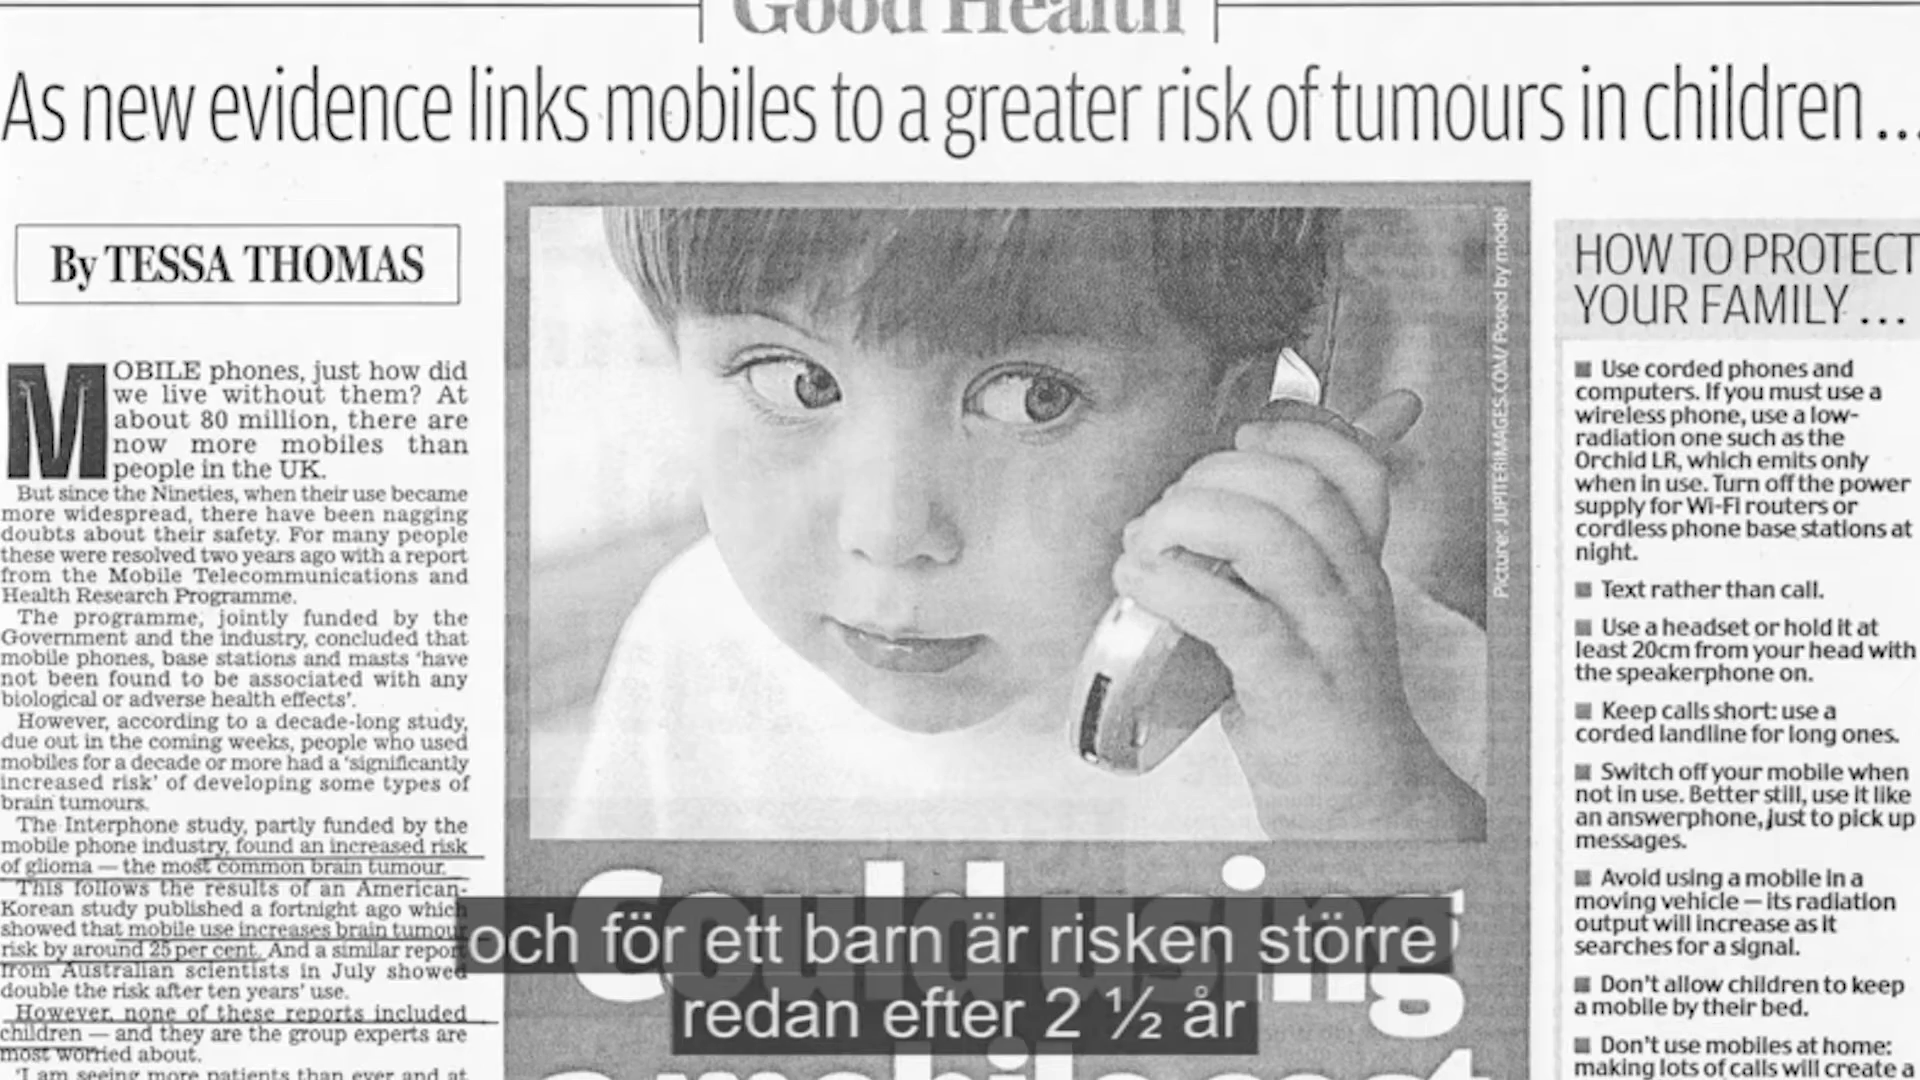 Good Health
As new evidence links mobiles to a greater risk of tumours in children ...
By TESSA THOMAS
MOBILE phones, just how did
we live without them? At
about 80 million, there are
now more mobiles than
people in the UK.
But since the Nineties, when their use became
more widespread, there have been nagging
doubts about their safety. For many people
these were resolved two years ago with a report
from the Mobile Telecommunications and
Health Research Programme.
The programme, jointly funded by the
Government and the industry, concluded that
mobile phones, base stations and masts ‘have
not been found to be associated with any
biological or adverse health effects’.
However, according to a decade-long study,
due out in the coming weeks, people who used
mobiles for a decade or more had a ‘significantly
increased risk’ of developing some types of
brain tumours.
The Interphone study, partly funded by the
mobile phone industry, found an increased risk
of glioma — the most common brain tumour.
This follows the results of an American-
Korean study published a fortnight ago which
showed that mobile use increases brain tumour
risk by around 25 per cent. And a similar report
from Australian scientists in July showed
double the risk after ten years’ use.
However, none of these reports included
children — and they are the group experts are
most worried about.
‘I am seeing more patients than ever and at
Picture: JUPITERIMAGES.COM/ Posed by model
Could using
a mobile
och för ett barn är risken större
redan efter 2 ½ år
HOW TO PROTECT
YOUR FAMILY ...
■ Use corded phones and
computers. If you must use a
wireless phone, use a low-
radiation one such as the
Orchid LR, which emits only
when in use. Turn off the power
supply for Wi-Fi routers or
cordless phone base stations at
night.
■ Text rather than call.
■ Use a headset or hold it at
least 20cm from your head with
the speakerphone on.
■ Keep calls short: use a
corded landline for long ones.
■ Switch off your mobile when
not in use. Better still, use it like
an answerphone, just to pick up
messages.
■ Avoid using a mobile in a
moving vehicle — its radiation
output will increase as it
searches for a signal.
■ Don't allow children to keep
a mobile by their bed.
■ Don't use mobiles at home:
making lots of calls will create a